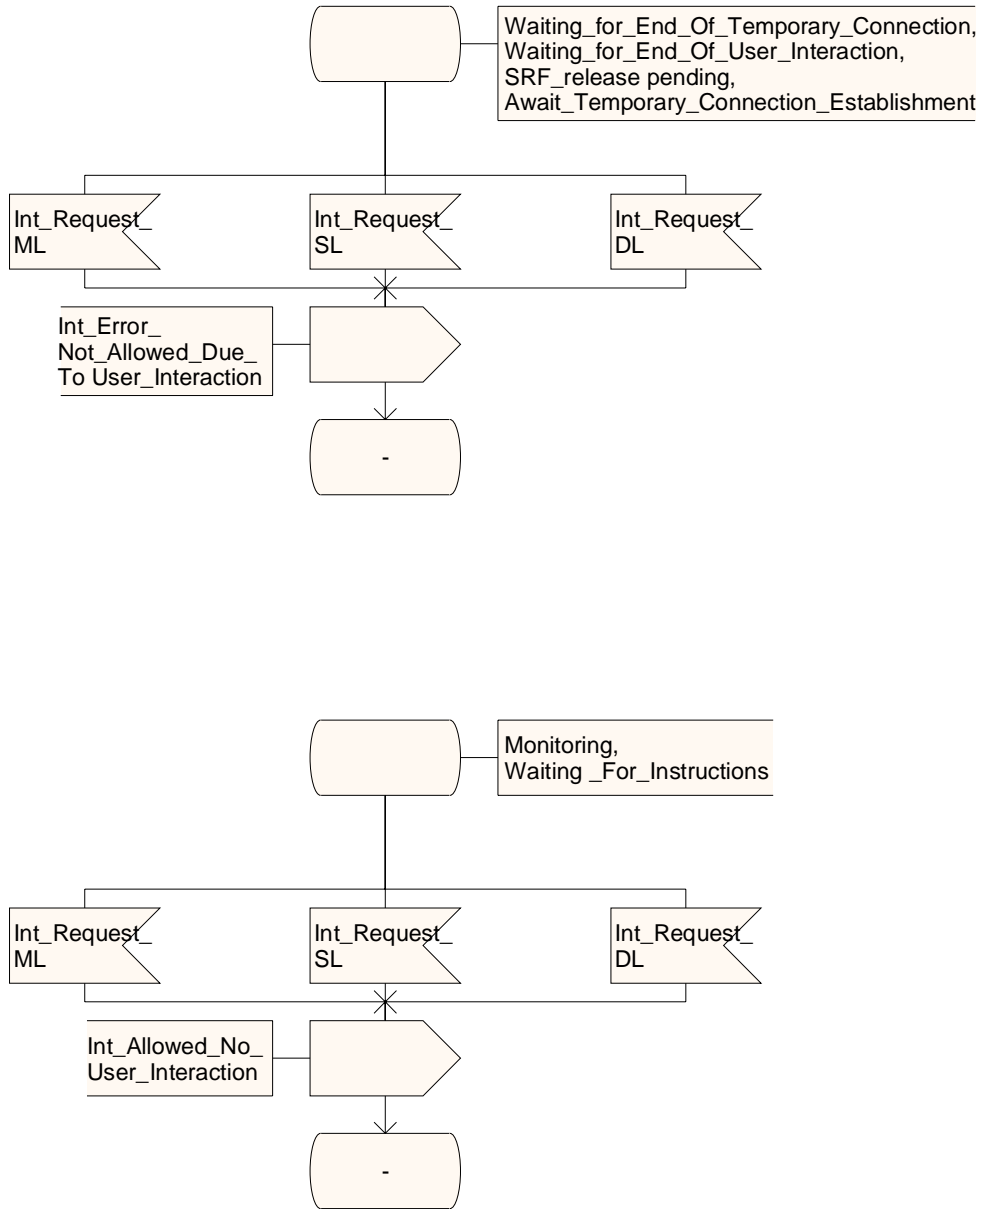 Waiting_for_End_Of_Temporary_Connection,
Waiting_for_End_Of_User_Interaction,
SRF_release pending,
Await_Temporary_Connection_Establishment
Int_Request_
ML
Int_Request_
SL
Int_Request_
DL
Int_Error_
Not_Allowed_Due_
To User_Interaction
-
Monitoring,
Waiting _For_Instructions
Int_Request_
ML
Int_Request_
SL
Int_Request_
DL
Int_Allowed_No_
User_Interaction
-